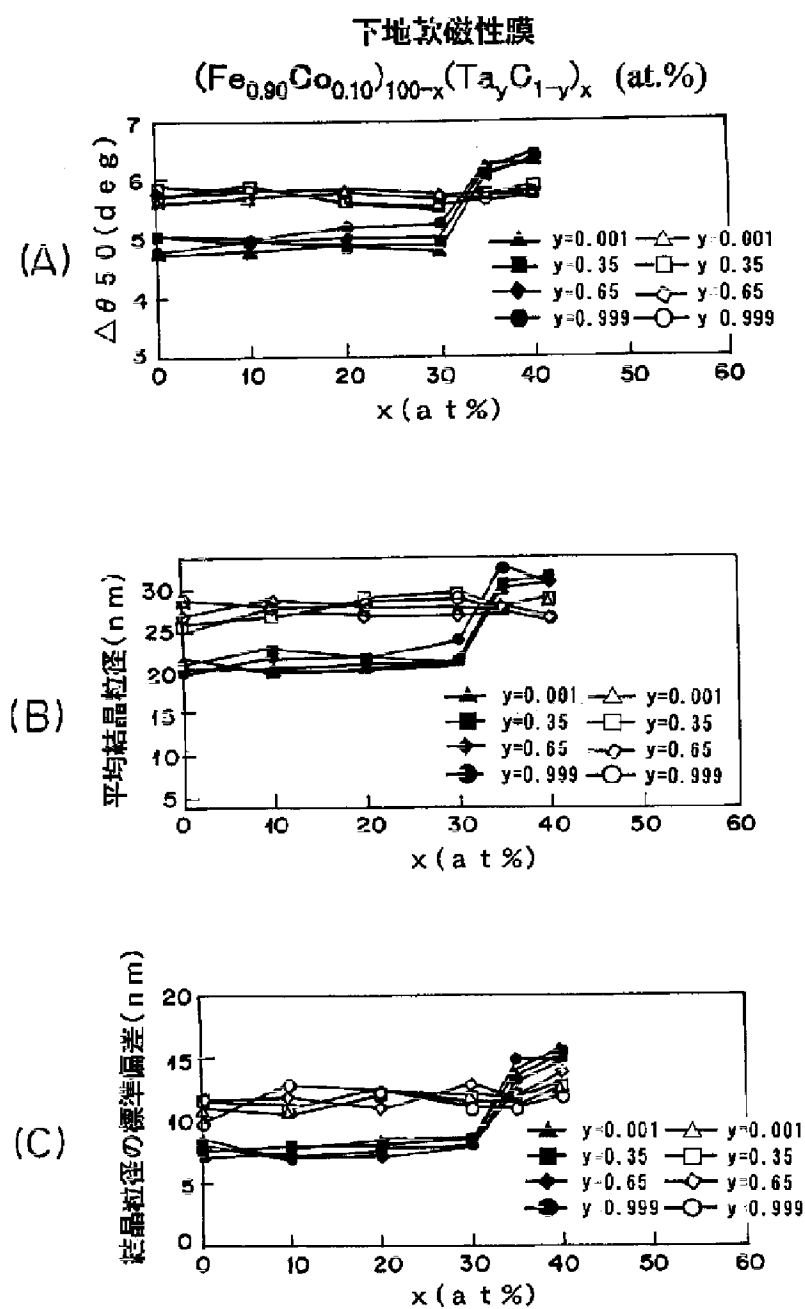 下地軟磁性膜
(Fe0.90Co0.10)100-x(TayC1-y)x (at.%)
(A)
△θ50(deg)
7
6
5
5
3
0 10 20 30 40 50 60
x(at%)
y=0.001 y=0.001
y=0.35 y 0.35
y=0.65 y=0.65
y=0.999 y 0.999
(B)
平均結晶粒径(nm)
30
25
20
15
10
5
0 10 20 30 40 50 60
x(at%)
y=0.001 y=0.001
y=0.35 y=0.35
y=0.65 y=0.65
y=0.999 y=0.999
(C)
結晶粒径の標準偏差(nm)
20
15
10
5
0
0 10 20 30 40 50 60
x(at%)
y=0.001 y=0.001
y=0.35 y=0.35
y=0.65 y=0.65
y 0.999 y=0.999